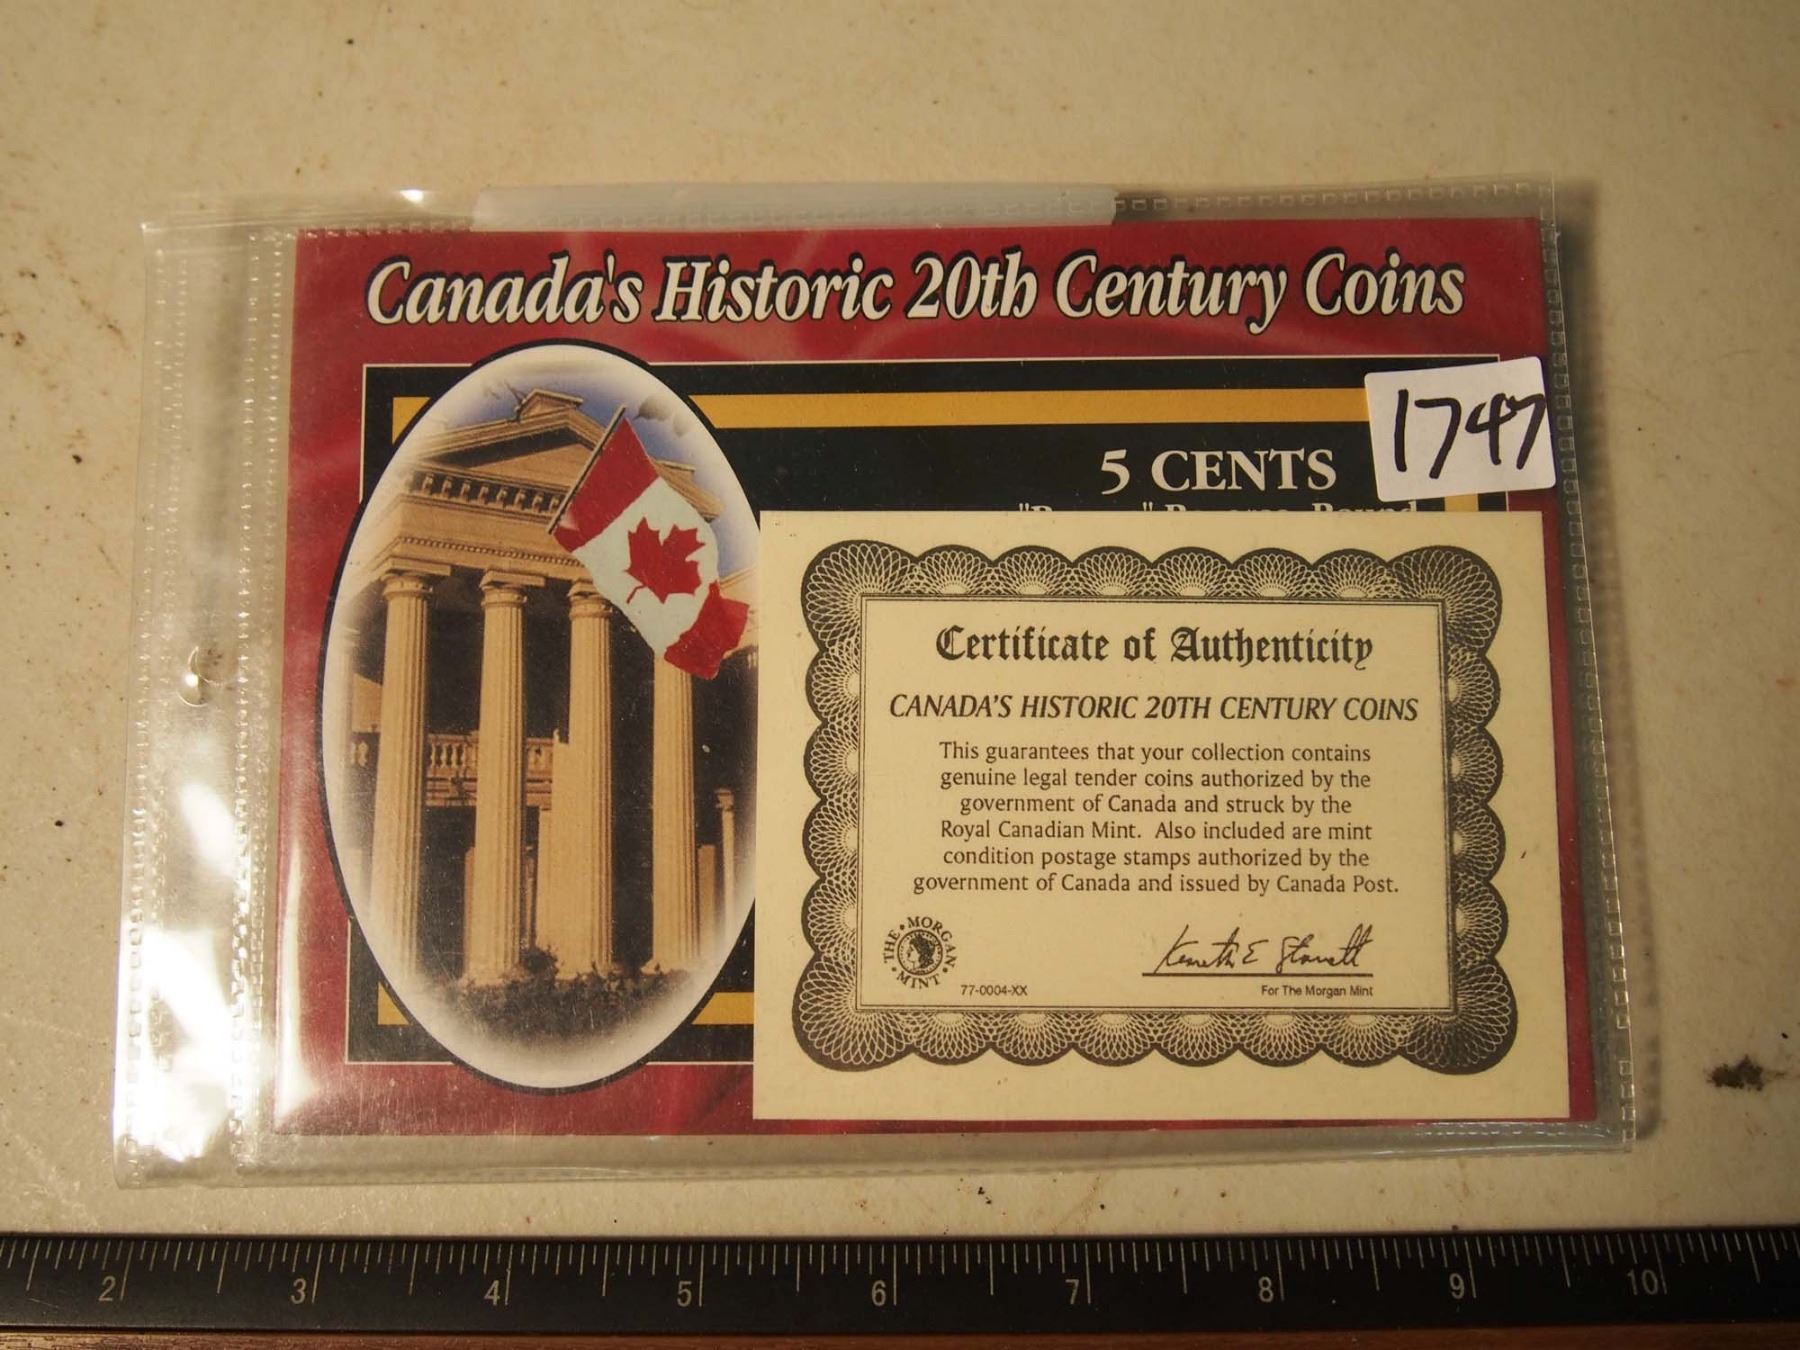 Canada's Historic 20th Century Coins
1747
5 CENTS
Reverse, Round
Certificate of Authenticity
CANADA'S HISTORIC 20TH CENTURY COINS
This guarantees that your collection contains
genuine legal tender coins authorized by the
government of Canada and struck by the
Royal Canadian Mint. Also included are mint
condition postage stamps authorized by the
government of Canada and issued by Canada Post.
THE MORGAN MINT
77-0004-XX
For The Morgan Mint
2 3 4 5 6 7 8 9 10